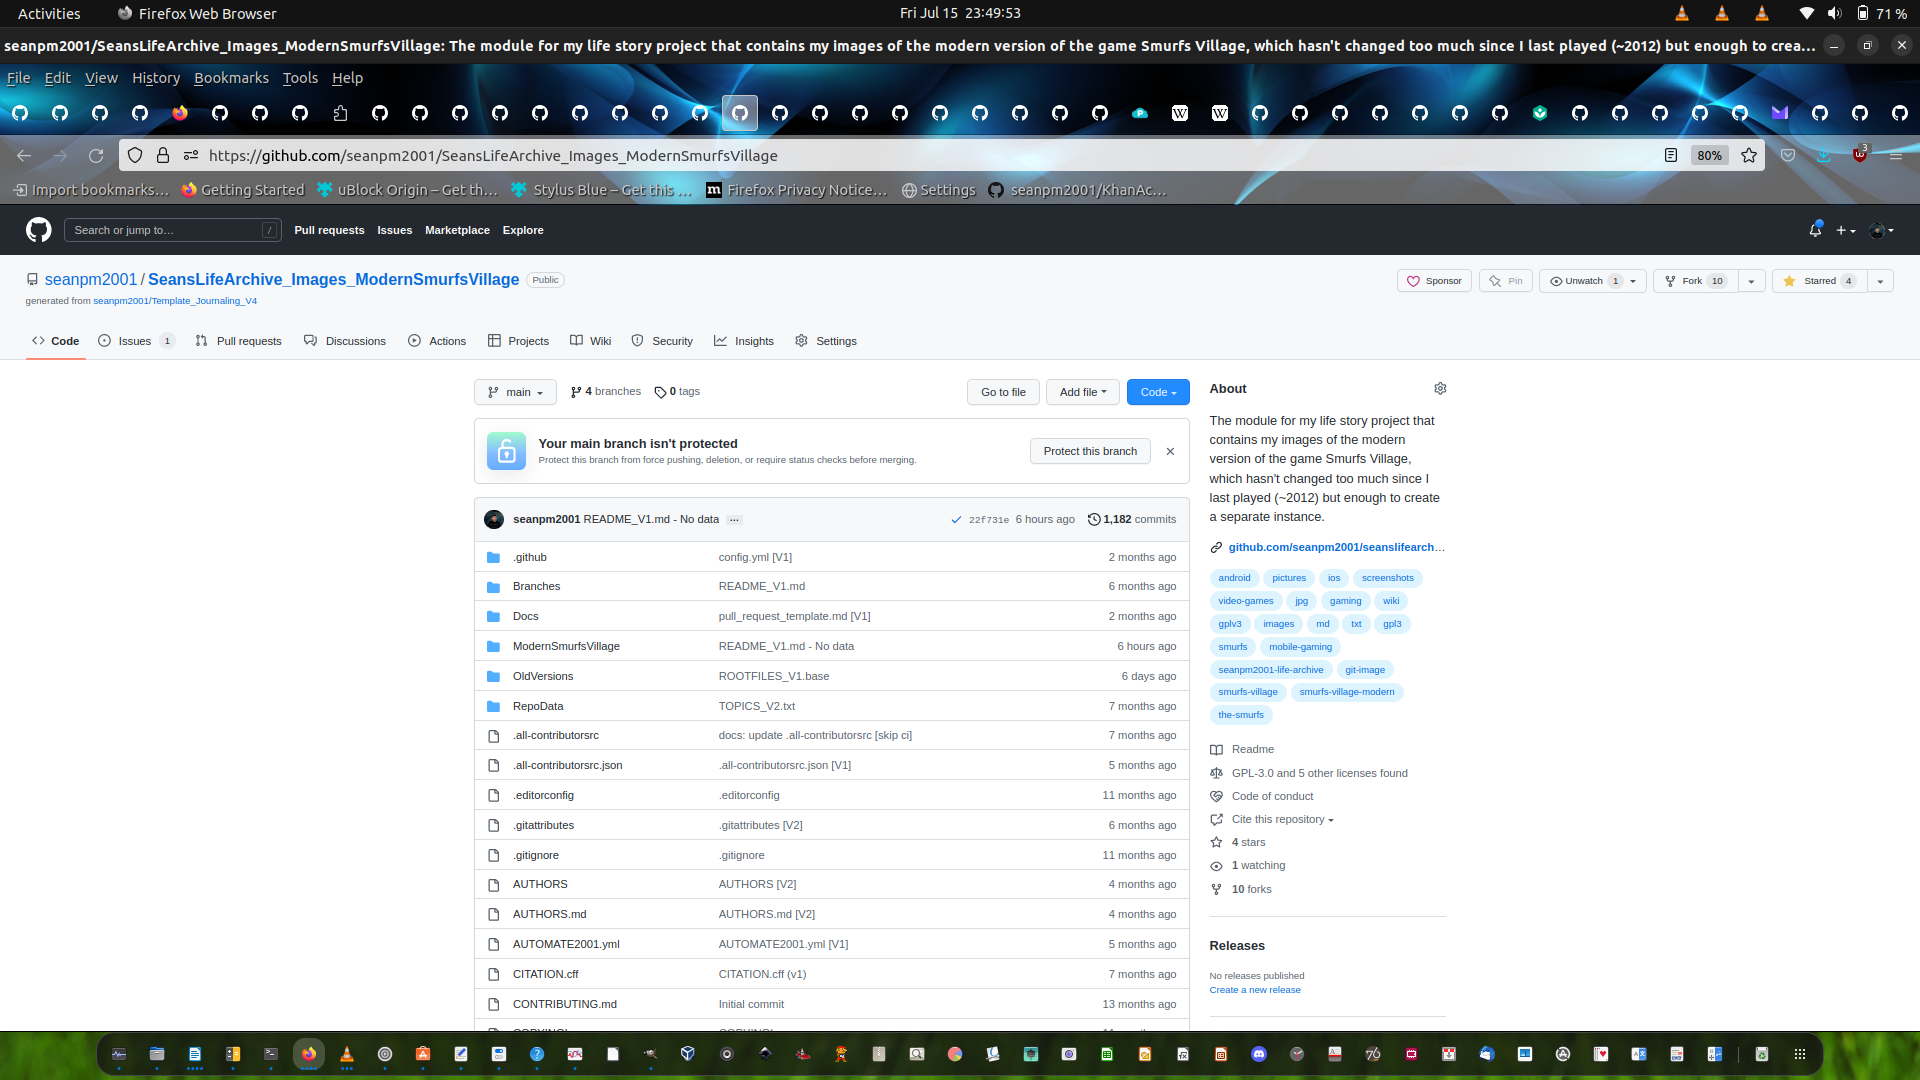 Activities
Firefox Web Browser
Fri Jul 15 23:49:53
71 %
seanpm2001/SeansLifeArchive_Images_ModernSmurfsVillage: The module for my life story project that contains my images of the modern version of the game Smurfs Village, which hasn't changed too much since I last played (~2012) but enough to crea…
File Edit View History Bookmarks Tools Help
https://github.com/seanpm2001/SeansLifeArchive_Images_ModernSmurfsVillage
80%
3
Import bookmarks…
Getting Started
uBlock Origin – Get th…
Stylus Blue – Get this …
Firefox Privacy Notice…
Settings
seanpm2001/KhanAc…
Search or jump to…
/
Pull requests Issues Marketplace Explore
seanpm2001 / SeansLifeArchive_Images_ModernSmurfsVillage Public
generated from seanpm2001/Template_Journaling_V4
Sponsor
Pin
Unwatch 1
Fork 10
Starred 4
Code
Issues 1
Pull requests
Discussions
Actions
Projects
Wiki
Security
Insights
Settings
main
4 branches
0 tags
Go to file
Add file
Code
Your main branch isn't protected
Protect this branch from force pushing, deletion, or require status checks before merging.
Protect this branch
seanpm2001 README_V1.md - No data
22f731e 6 hours ago
1,182 commits
.github config.yml [V1] 2 months ago
Branches README_V1.md 6 months ago
Docs pull_request_template.md [V1] 2 months ago
ModernSmurfsVillage README_V1.md - No data 6 hours ago
OldVersions ROOTFILES_V1.base 6 days ago
RepoData TOPICS_V2.txt 7 months ago
.all-contributorsrc docs: update .all-contributorsrc [skip ci] 7 months ago
.all-contributorsrc.json .all-contributorsrc.json [V1] 5 months ago
.editorconfig .editorconfig 11 months ago
.gitattributes .gitattributes [V2] 6 months ago
.gitignore .gitignore 11 months ago
AUTHORS AUTHORS [V2] 4 months ago
AUTHORS.md AUTHORS.md [V2] 4 months ago
AUTOMATE2001.yml AUTOMATE2001.yml [V1] 5 months ago
CITATION.cff CITATION.cff (v1) 7 months ago
CONTRIBUTING.md Initial commit 13 months ago
About
The module for my life story project that
contains my images of the modern
version of the game Smurfs Village,
which hasn't changed too much since I
last played (~2012) but enough to create
a separate instance.
github.com/seanpm2001/seanslifearch…
android pictures ios screenshots
video-games jpg gaming wiki
gplv3 images md txt gpl3
smurfs mobile-gaming
seanpm2001-life-archive git-image
smurfs-village smurfs-village-modern
the-smurfs
Readme
GPL-3.0 and 5 other licenses found
Code of conduct
Cite this repository
4 stars
1 watching
10 forks
Releases
No releases published
Create a new release